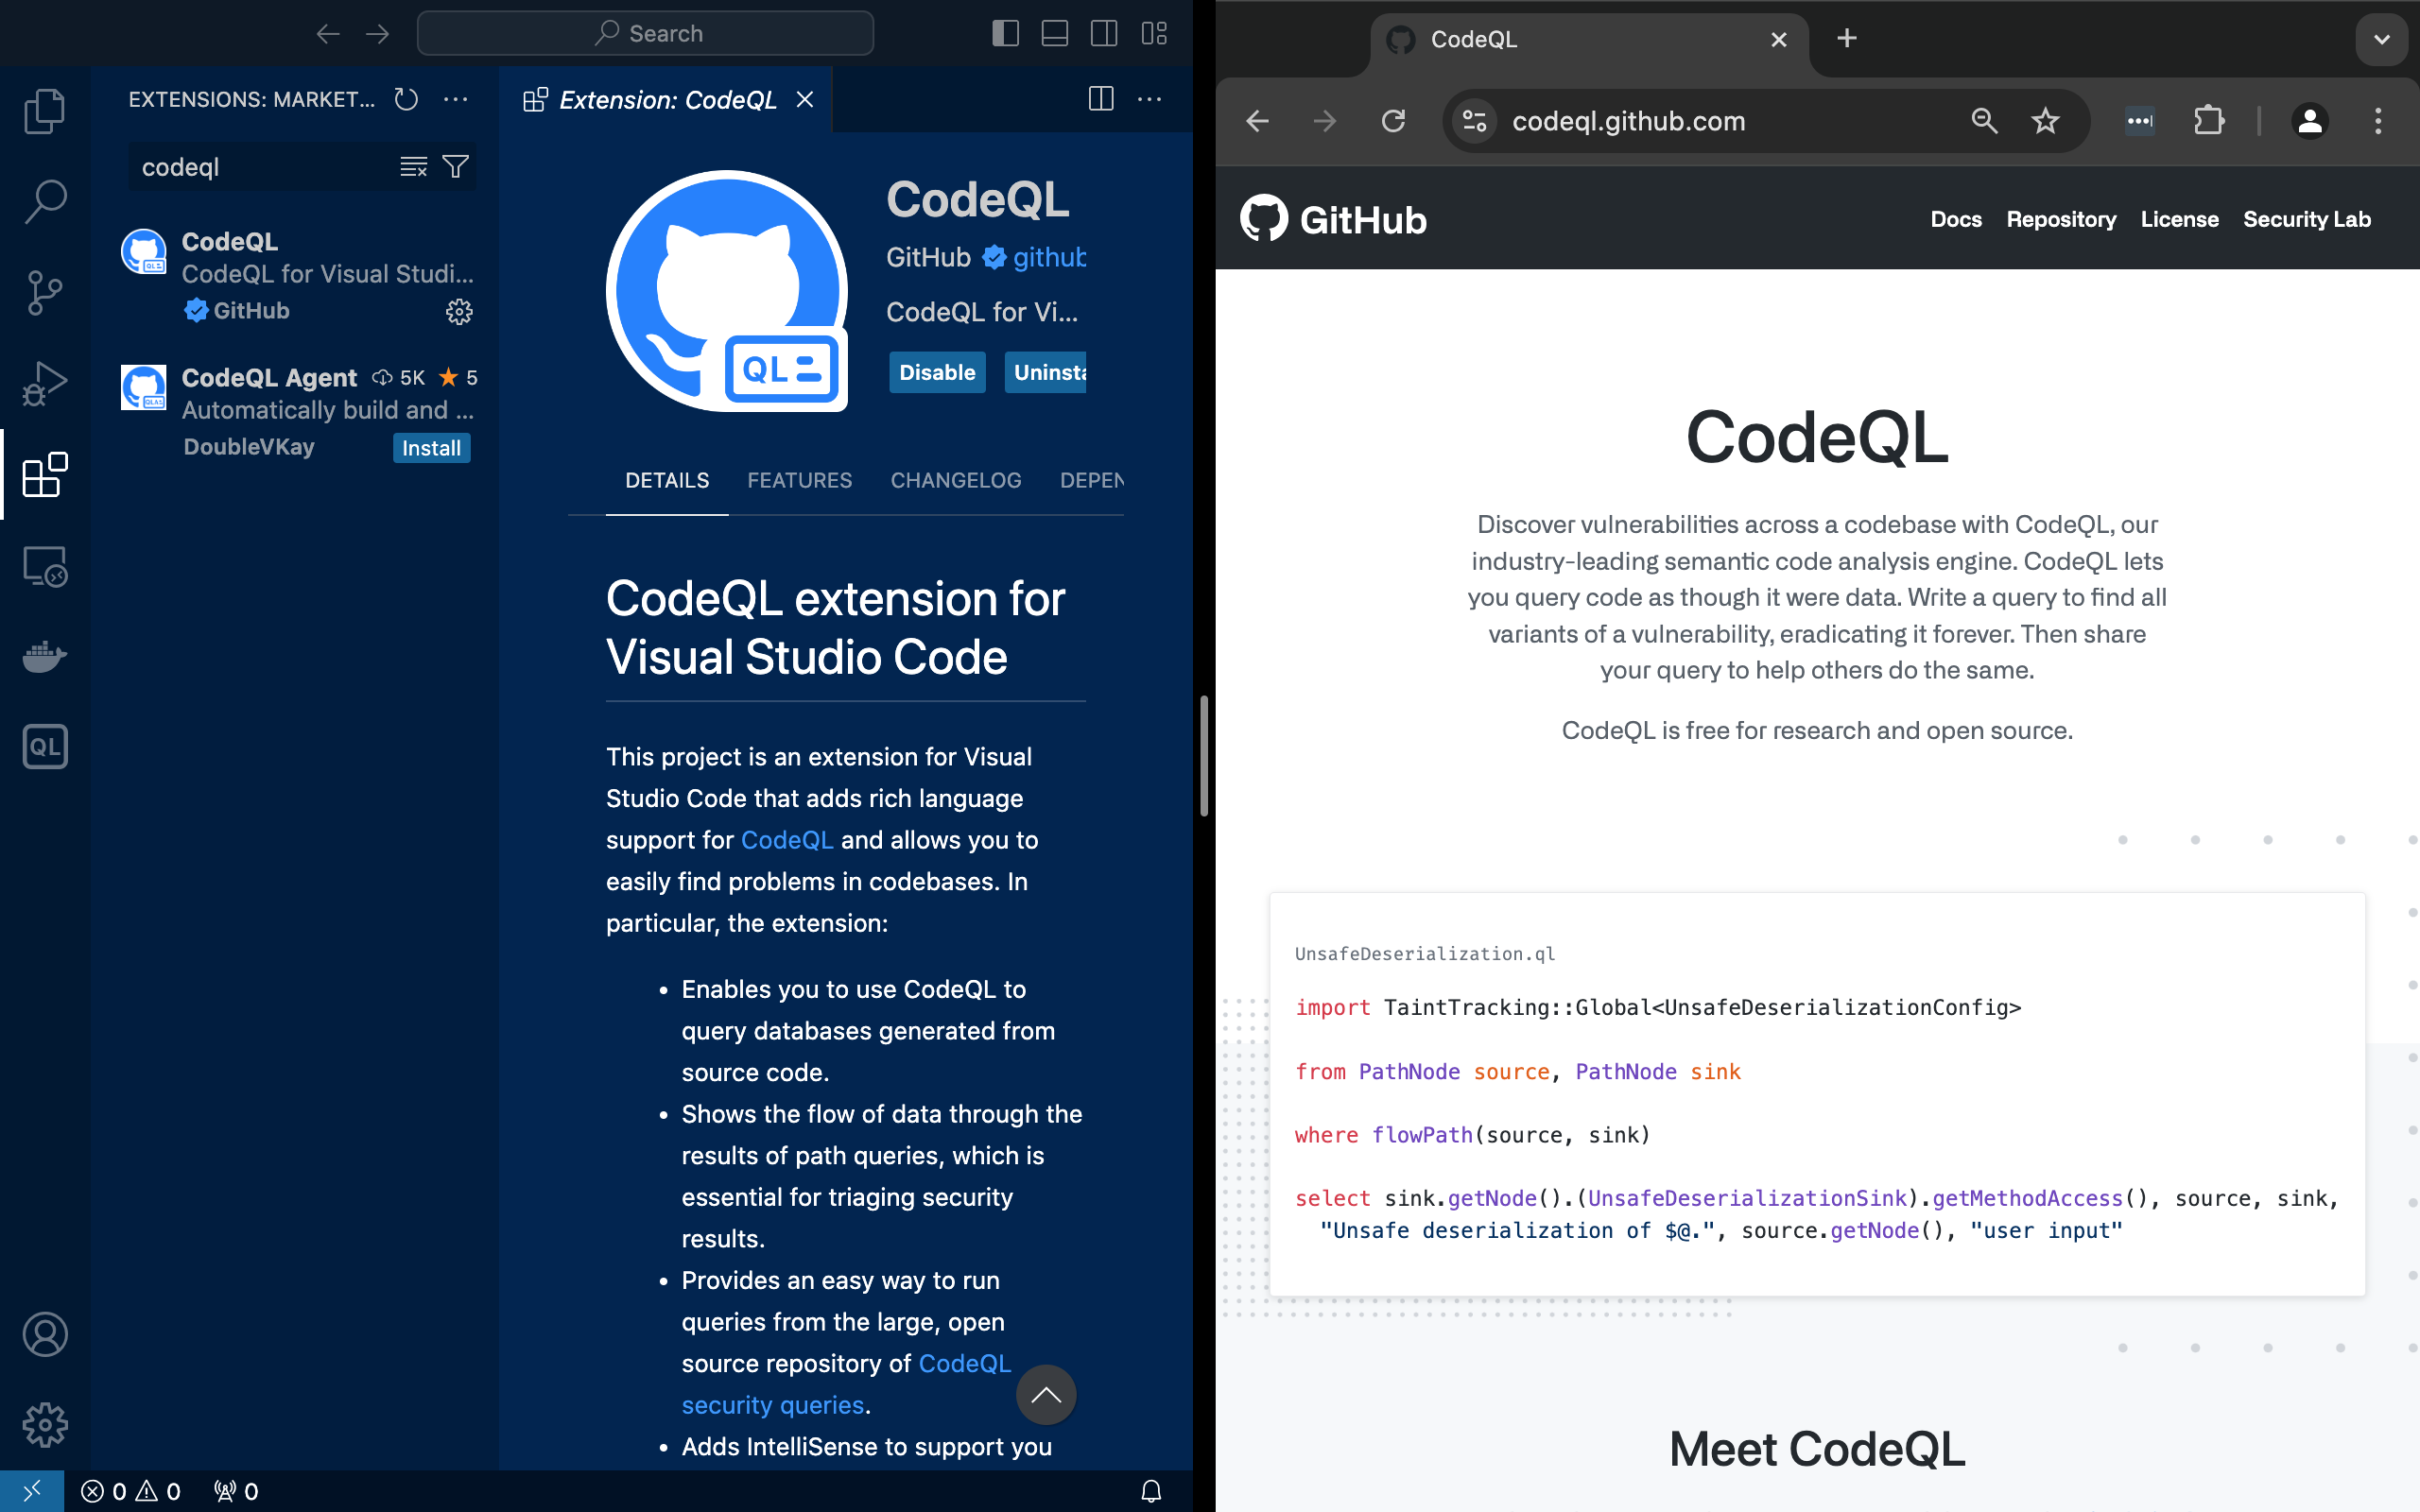 Search
EXTENSIONS: MARKET...
codeql
CodeQL
CodeQL for Visual Studi...
GitHub
CodeQL Agent 5K 5
Automatically build and ...
DoubleVKay
Install
Extension: CodeQL
QL
CodeQL
GitHub github
CodeQL for Vi...
Disable
Uninsta
DETAILS
FEATURES
CHANGELOG
DEPEN
CodeQL extension for
Visual Studio Code
This project is an extension for Visual
Studio Code that adds rich language
support for CodeQL and allows you to
easily find problems in codebases. In
particular, the extension:
• Enables you to use CodeQL to
query databases generated from
source code.
• Shows the flow of data through the
results of path queries, which is
essential for triaging security
results.
• Provides an easy way to run
queries from the large, open
source repository of CodeQL
security queries.
• Adds IntelliSense to support you
QL
0 0 0
CodeQL
codeql.github.com
GitHub
Docs
Repository
License
Security Lab
CodeQL
Discover vulnerabilities across a codebase with CodeQL, our
industry-leading semantic code analysis engine. CodeQL lets
you query code as though it were data. Write a query to find all
variants of a vulnerability, eradicating it forever. Then share
your query to help others do the same.
CodeQL is free for research and open source.
UnsafeDeserialization.ql
import TaintTracking::Global<UnsafeDeserializationConfig>
from PathNode source, PathNode sink
where flowPath(source, sink)
select sink.getNode().(UnsafeDeserializationSink).getMethodAccess(), source, sink,
"Unsafe deserialization of $@.", source.getNode(), "user input"
Meet CodeQL